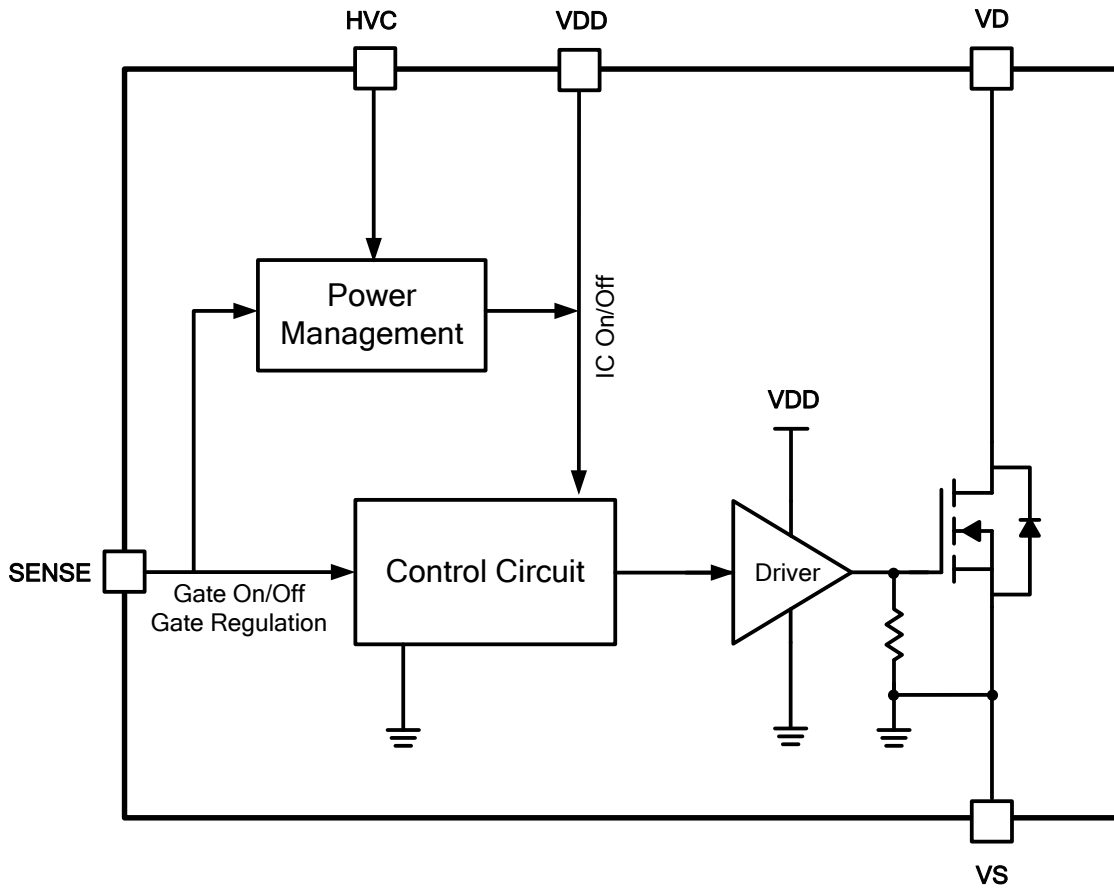 HVC
VDD
VD
Power
Management
IC On/Off
VDD
SENSE
Control Circuit
Driver
Gate On/Off
Gate Regulation
VS